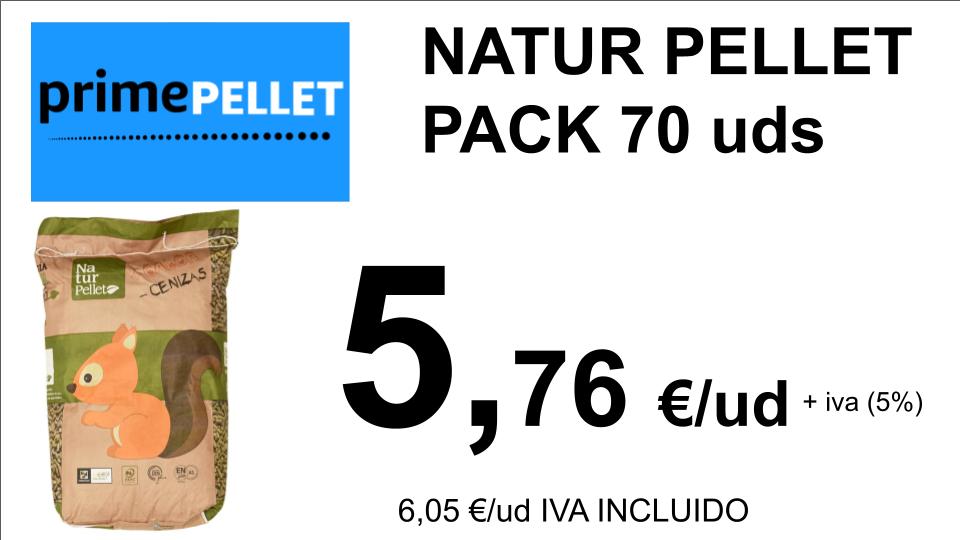 primePELLET
NATUR PELLET
PACK 70 uds
Na
tur
Pellet
-CENIZAS
EN
5,76 €/ud + iva (5%)
6,05 €/ud IVA INCLUIDO